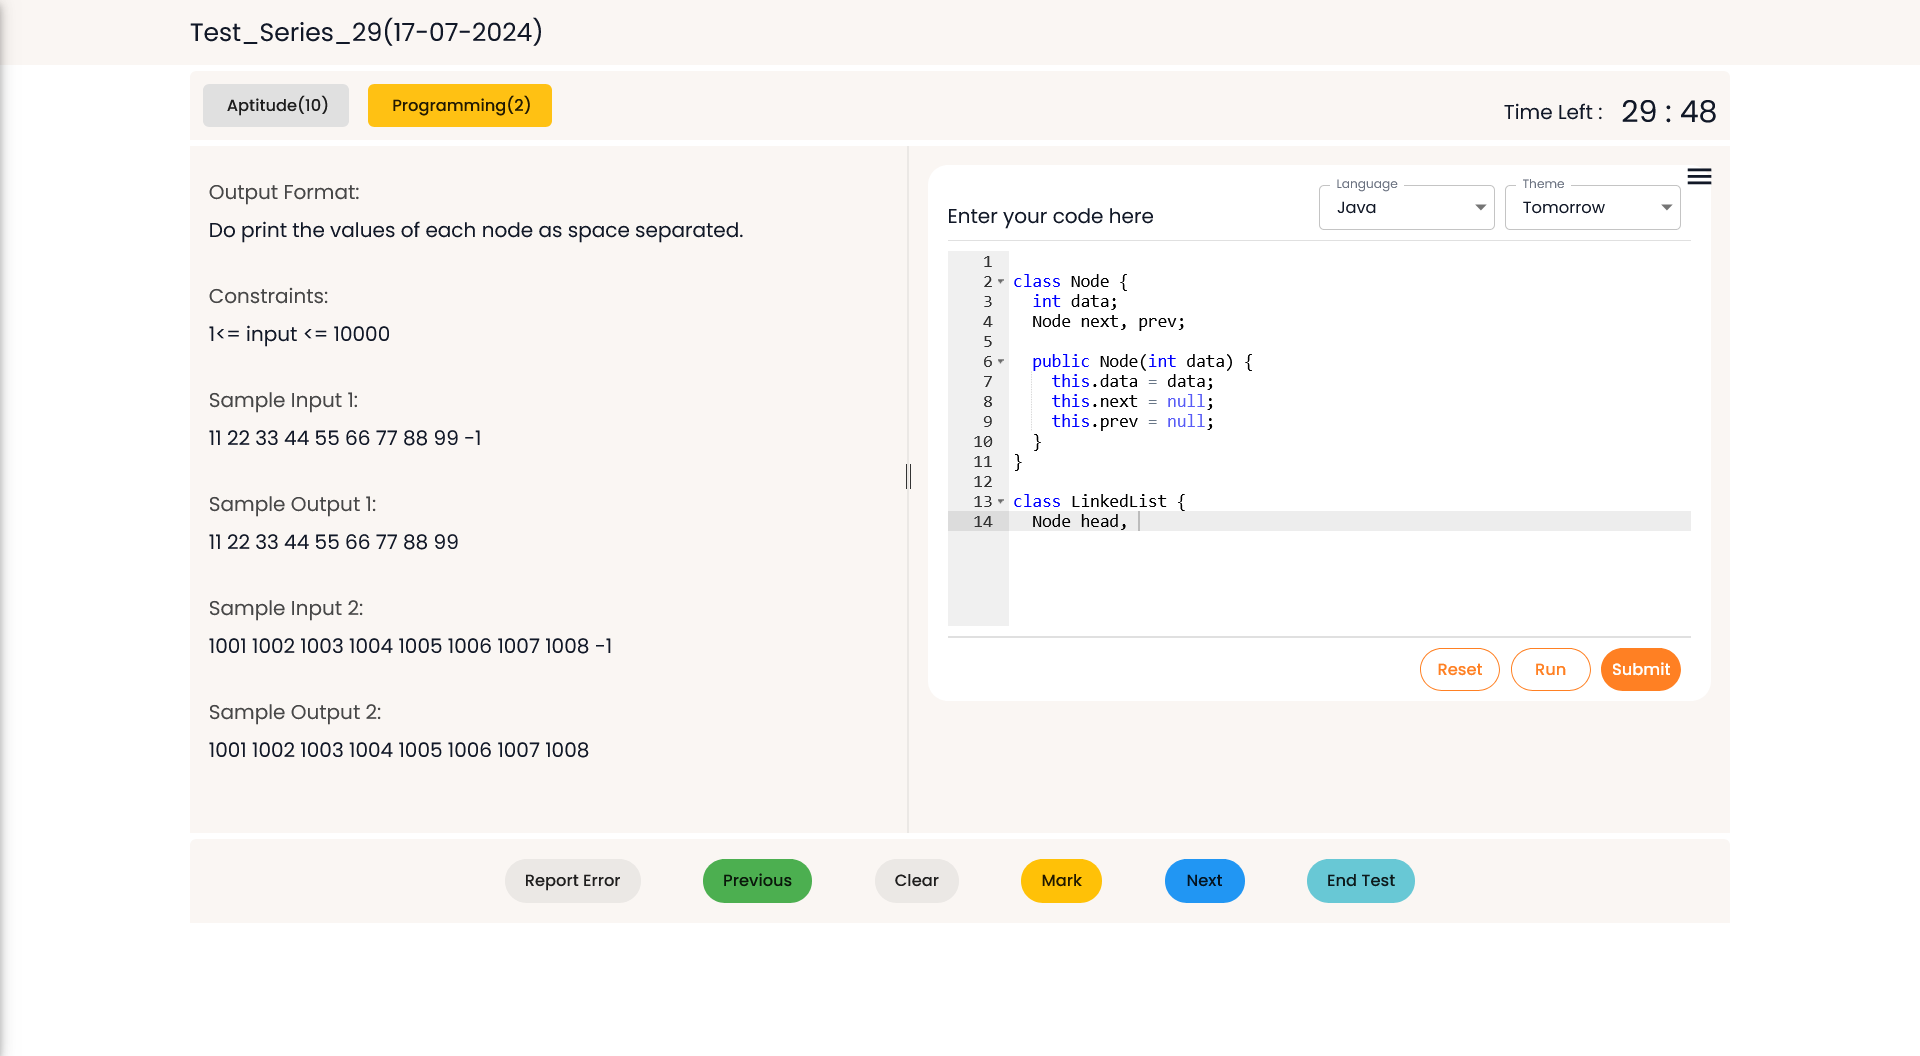 Test_Series_29(17-07-2024)
Aptitude(10)
Programming(2)
Time Left :
29 : 48
Output Format:
Do print the values of each node as space separated.
Constraints:
1<= input <= 10000
Sample Input 1:
11 22 33 44 55 66 77 88 99 -1
Sample Output 1:
11 22 33 44 55 66 77 88 99
Sample Input 2:
1001 1002 1003 1004 1005 1006 1007 1008 -1
Sample Output 2:
1001 1002 1003 1004 1005 1006 1007 1008
Enter your code here
Language
Java
Theme
Tomorrow
1
2 class Node {
3   int data;
4   Node next, prev;
5
6   public Node(int data) {
7     this.data = data;
8     this.next = null;
9     this.prev = null;
10   }
11 }
12
13 class LinkedList {
14   Node head,
Reset
Run
Submit
Report Error
Previous
Clear
Mark
Next
End Test